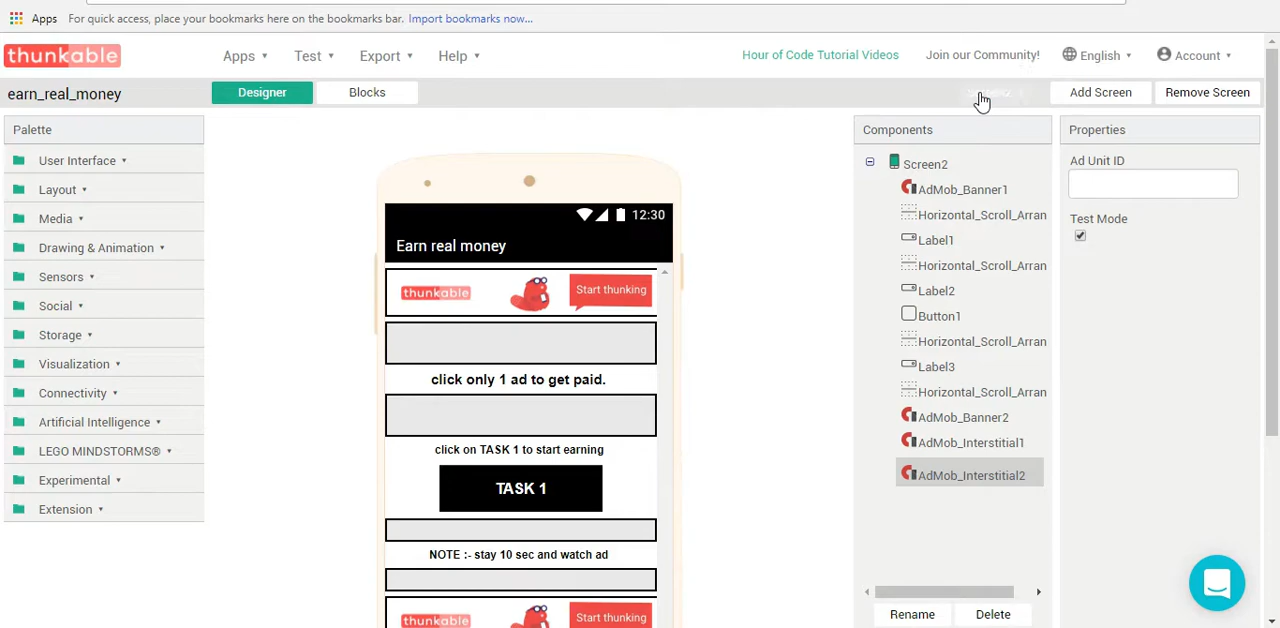 Apps For quick access, place your bookmarks here on the bookmarks bar. Import bookmarks now...
thunkable Apps Test Export Help Hour of Code Tutorial Videos Join our Community! English Account
earn_real_money Designer Blocks Add Screen Remove Screen
Palette
User Interface
Layout
Media
Drawing & Animation
Sensors
Social
Storage
Visualization
Connectivity
Artificial Intelligence
LEGO MINDSTORMS®
Experimental
Extension
12:30
Earn real money
thunkable Start thunking
click only 1 ad to get paid.
click on TASK 1 to start earning
TASK 1
NOTE :- stay 10 sec and watch ad
thunkable Start thunking
Components
Screen2
AdMob_Banner1
Horizontal_Scroll_Arran
Label1
Horizontal_Scroll_Arran
Label2
Button1
Horizontal_Scroll_Arran
Label3
Horizontal_Scroll_Arran
AdMob_Banner2
AdMob_Interstitial1
AdMob_Interstitial2
Rename Delete
Properties
Ad Unit ID
Test Mode